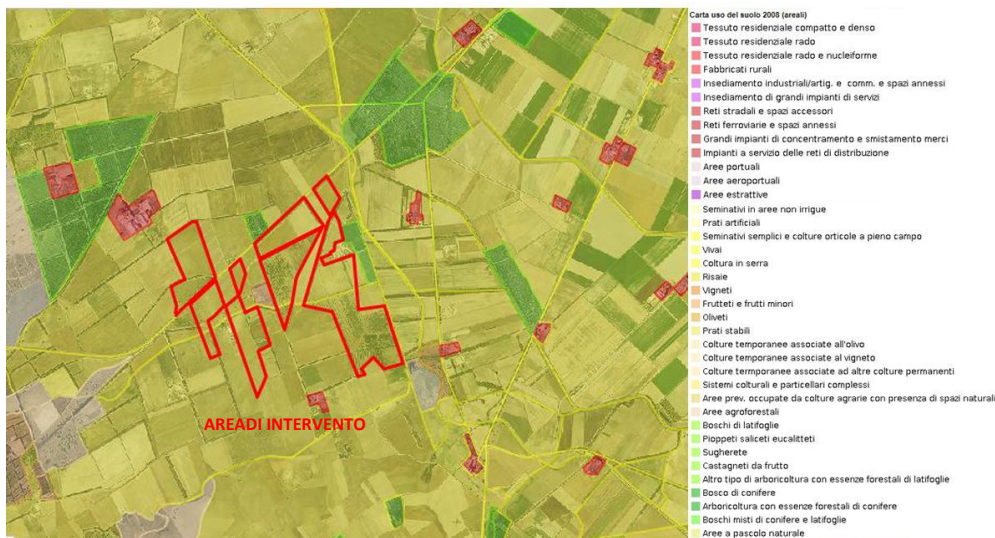 Carta uso del suolo 2008 (areali)
Tessuto residenziale compatto e denso
Tessuto residenziale rado
Tessuto residenziale rado e nucleiforme
Fabbricati rurali
Insediamento industriali/artig. e comm. e spazi annessi
Insediamento di grandi impianti di servizi
Reti stradali e spazi accessori
Reti ferroviarie e spazi annessi
Grandi impianti di concentramento e smistamento merci
Impianti a servizio delle reti di distribuzione
Aree portuali
Aree aeroportuali
Aree estrattive
Seminativi in aree non irrigue
Prati artificiali
Seminativi semplici e colture orticole a pieno campo
Vivai
Coltura in serra
Risaie
Vigneti
Frutteti e frutti minori
Oliveti
Prati stabili
Colture temporanee associate all'olivo
Colture temporanee associate al vigneto
Colture termporanee associate ad altre colture permanenti
Sistemi colturali e particellari complessi
Aree prev. occupate da colture agrarie con presenza di spazi naturali
Aree agroforestali
Boschi di latifoglie
Pioppeti saliceti eucalitteti
Sugherete
Castagneti da frutto
Altro tipo di arboricoltura con essenze forestali di latifoglie
Bosco di conifere
Arboricoltura con essenze forestali di conifere
Boschi misti di conifere e latifoglie
Aree a pascolo naturale
AREADI INTERVENTO